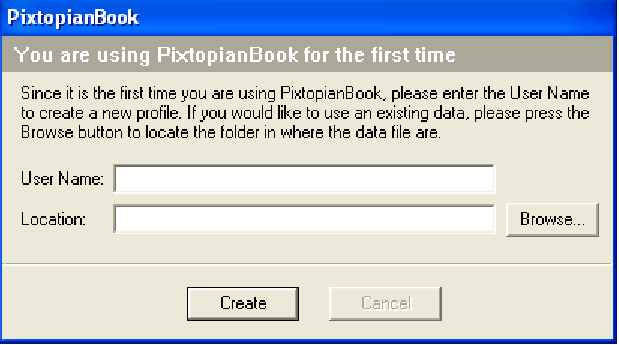 PixtopianBook
You are using PixtopianBook for the first time
Since it is the first time you are using PixtopianBook, please enter the User Name
to create a new profile. If you would like to use an existing data, please press the
Browse button to locate the folder in where the data file are.
User Name:
Location:
Browse...
Create
Cancel